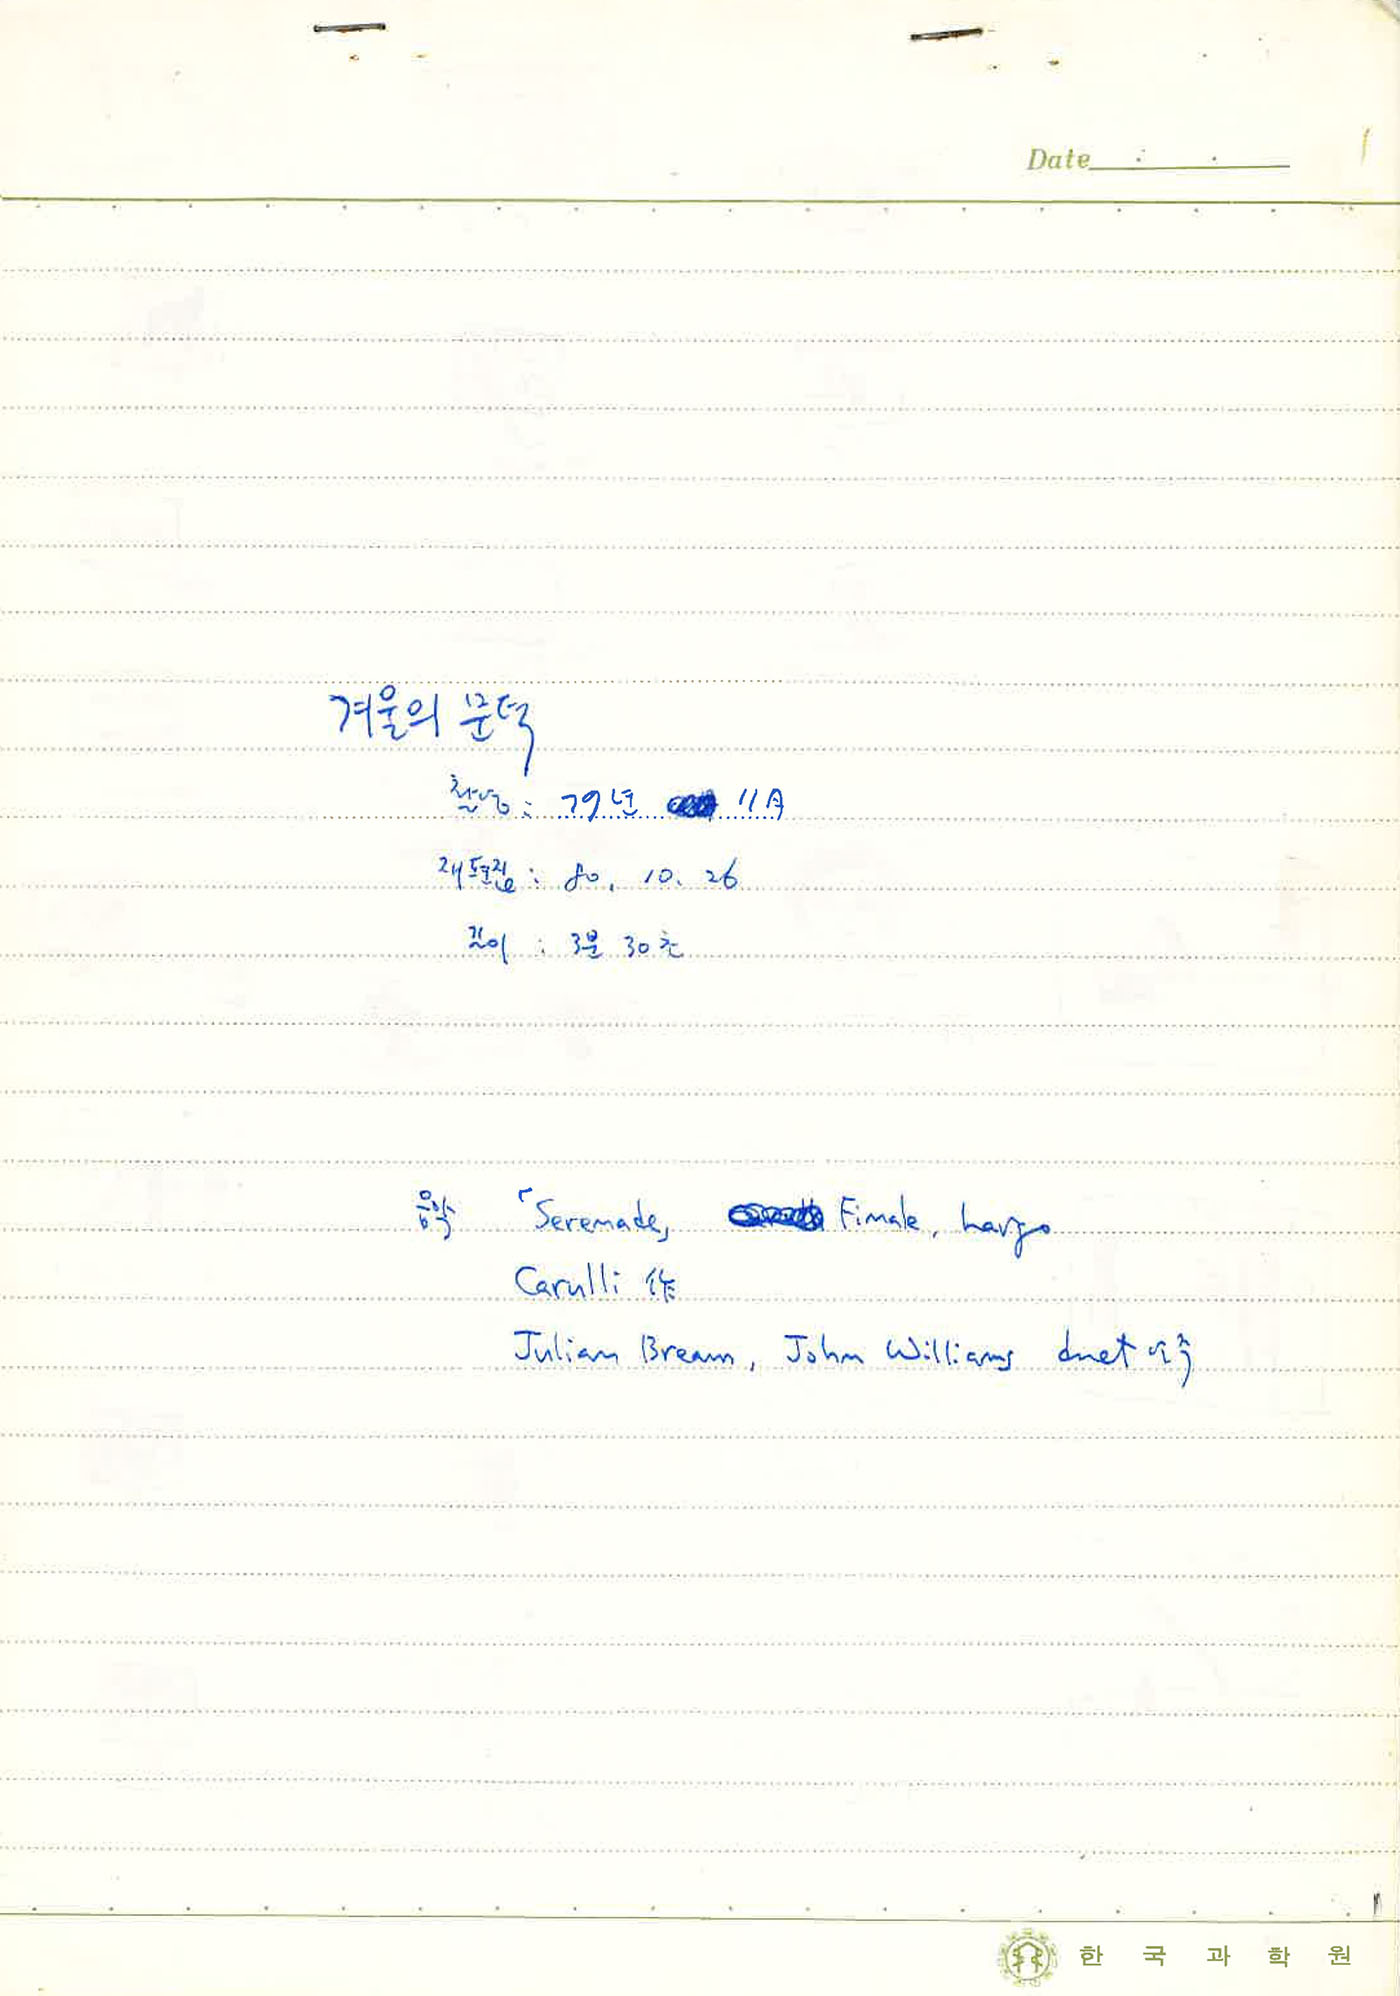 Date
겨울의 문턱
촬영 : 79년 11月
재편집 : 80. 10. 26
길이 : 3분 30초
음악 「Serenade, Finale, Largo
Carulli 作
Julian Bream, John Williams duet 연주
한국과학원